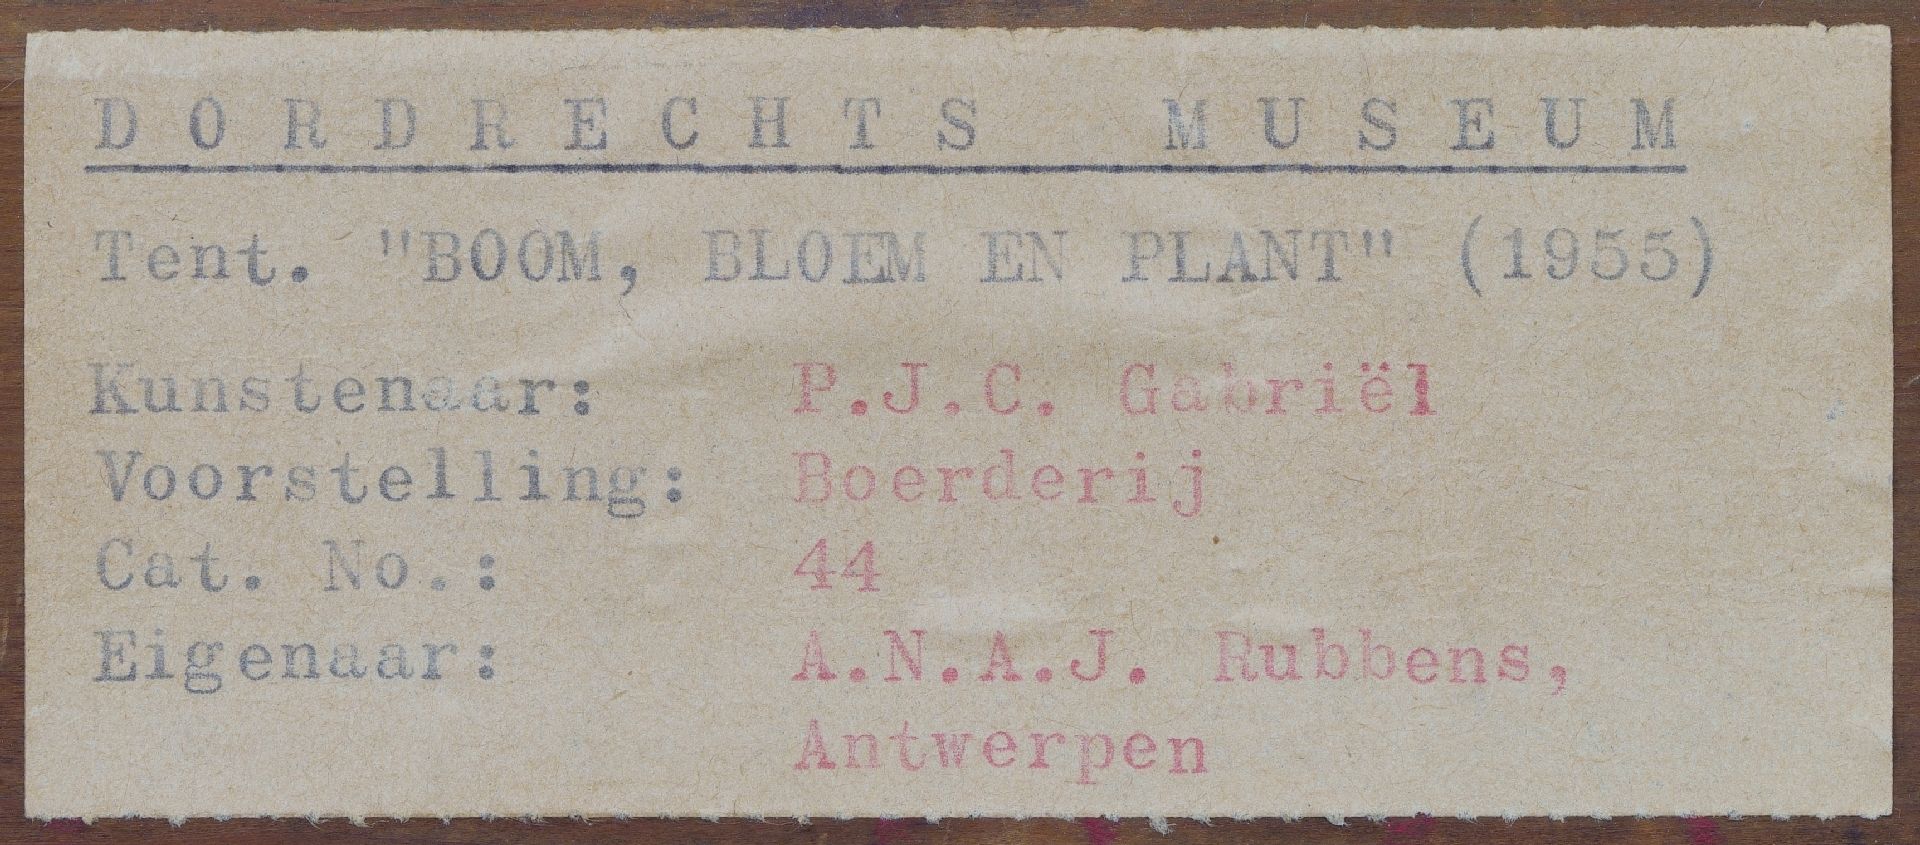 DORDRECHTS MUSEUM
Tent. "BOOM, BLOEM EN PLANT" (1955)
Kunstenaar: P.J.C. Gabriël
Voorstelling: Boerderij
Cat. No.: 44
Eigenaar: A.N.A.J. Rubbens,
Antwerpen